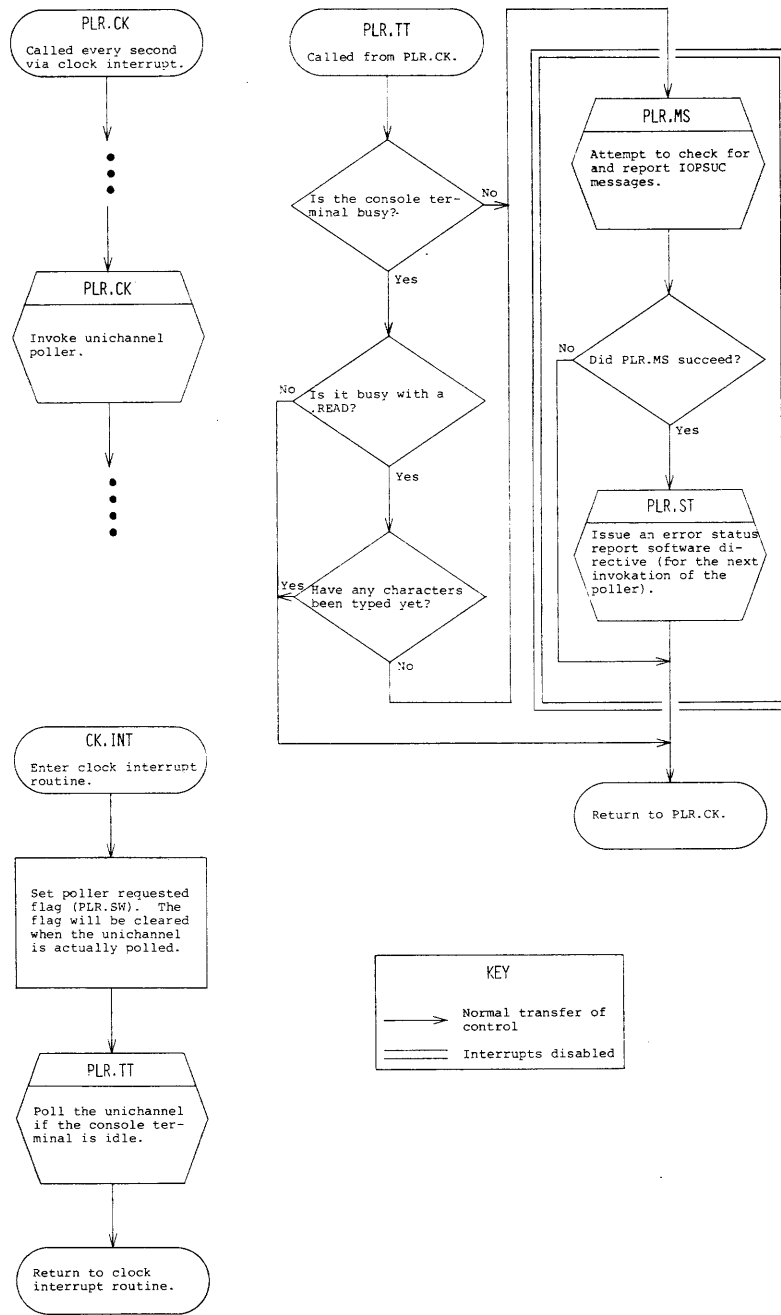 PLR.CK
Called every second
via clock interrupt.
PLR.CK
Invoke unichannel
poller.
CK.INT
Enter clock interrupt
routine.
Set poller requested
flag (PLR.SW). The
flag will be cleared
when the unichannel
is actually polled.
PLR.TT
Poll the unichannel
if the console ter-
minal is idle.
Return to clock
interrupt routine.
PLR.TT
Called from PLR.CK.
Is the console ter-
minal busy?
No
Yes
Is it busy with a
.READ?
No
Yes
Have any characters
been typed yet?
Yes
No
PLR.MS
Attempt to check for
and report IOPSUC
messages.
Did PLR.MS succeed?
No
Yes
PLR.ST
Issue an error status
report software di-
rective (for the next
invokation of the
poller).
Return to PLR.CK.
KEY
Normal transfer of
control
Interrupts disabled